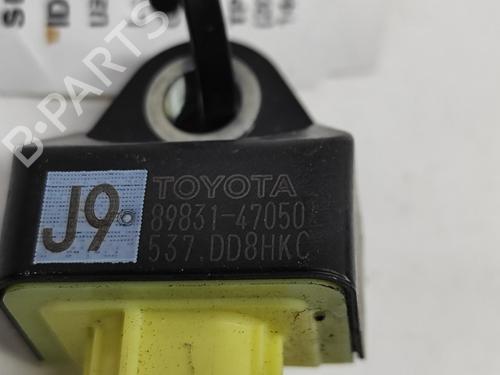 J9
TOYOTA
89831-47050
537 DD8HKC
B-PARTS